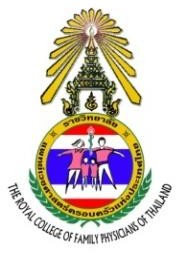 ราชวิทยาลัย
แพทย์เวชศาสตร์ครอบครัวแห่งประเทศไทย
THE ROYAL COLLEGE OF FAMILY PHYSICIANS OF THAILAND